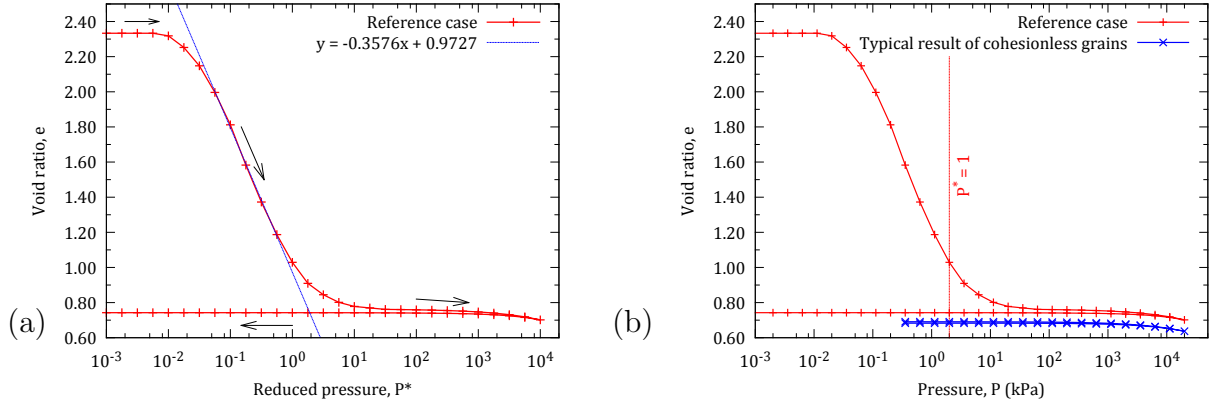 (a)
Void ratio, e
2.40
2.20
2.00
1.80
1.60
1.40
1.20
1.00
0.80
0.60
Reference case
y = -0.3576x + 0.9727
10-3 10-2 10-1 100 101 102 103 104
Reduced pressure, P*
(b)
Void ratio, e
2.40
2.20
2.00
1.80
1.60
1.40
1.20
1.00
0.80
0.60
Reference case
Typical result of cohesionless grains
P* = 1
10-3 10-2 10-1 100 101 102 103 104
Pressure, P (kPa)